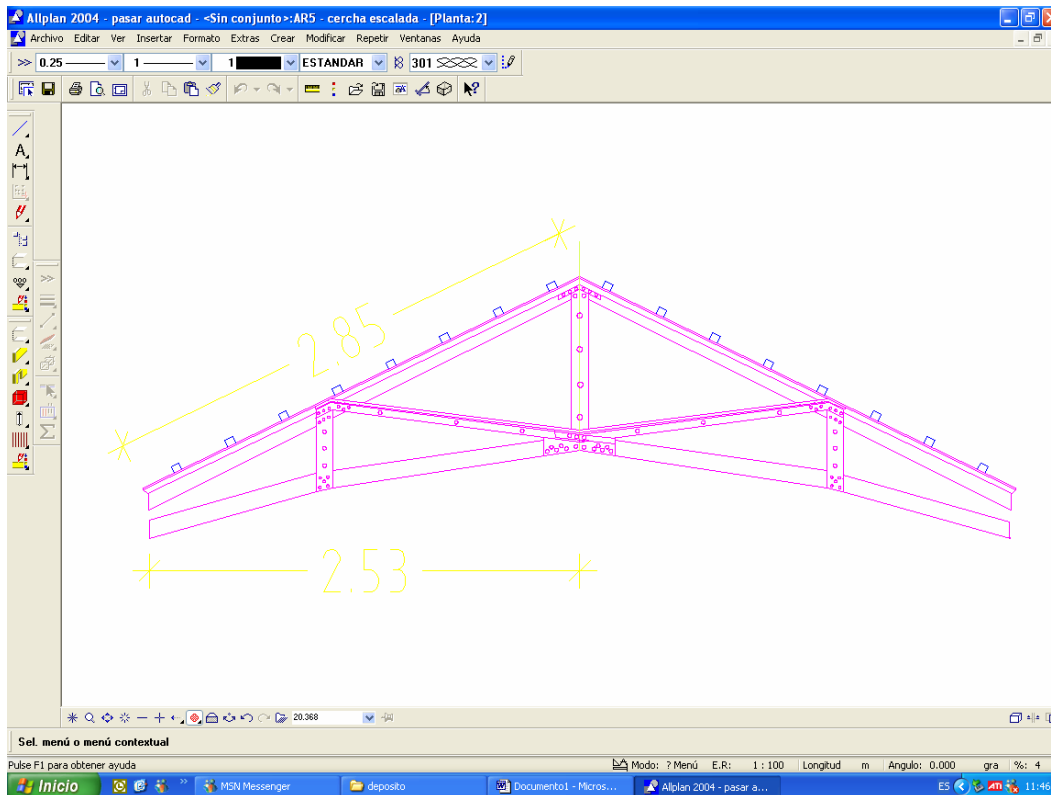 Allplan 2004 - pasar autocad - <Sin conjunto>:AR5 - cercha escalada - [Planta:2]
Archivo Editar Ver Insertar Formato Extras Crear Modificar Repetir Ventanas Ayuda
0.25 1 1 ESTANDAR 301
2.85
2.53
20.368
Sel. menú o menú contextual
Pulse F1 para obtener ayuda Modo: ? Menú E.R: 1 : 100 Longitud m Angulo: 0.000 gra %: 4
Inicio MSN Messenger deposito Documento1 - Micros... Allplan 2004 - pasar a... ES ATI 11:46